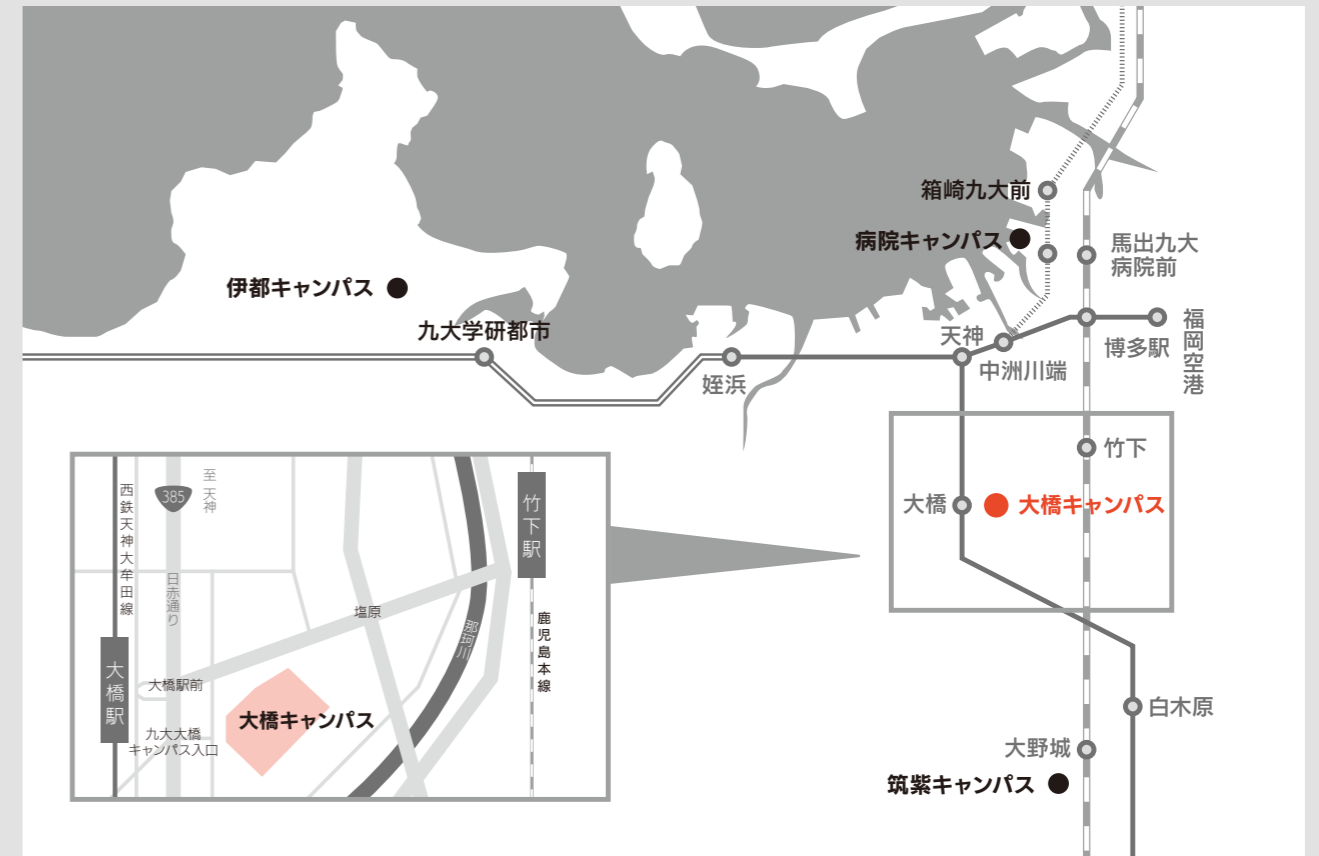 箱崎九大前
病院キャンパス
馬出九大
病院前
伊都キャンパス
九大学研都市
姪浜
天神
中洲川端
博多駅
福岡空港
竹下
大橋
大橋キャンパス
白木原
大野城
筑紫キャンパス
西鉄天神大牟田線
385
至 天神
日赤通り
塩原
那珂川
竹下駅
鹿児島本線
大橋駅
大橋駅前
大橋キャンパス
九大大橋
キャンパス入口